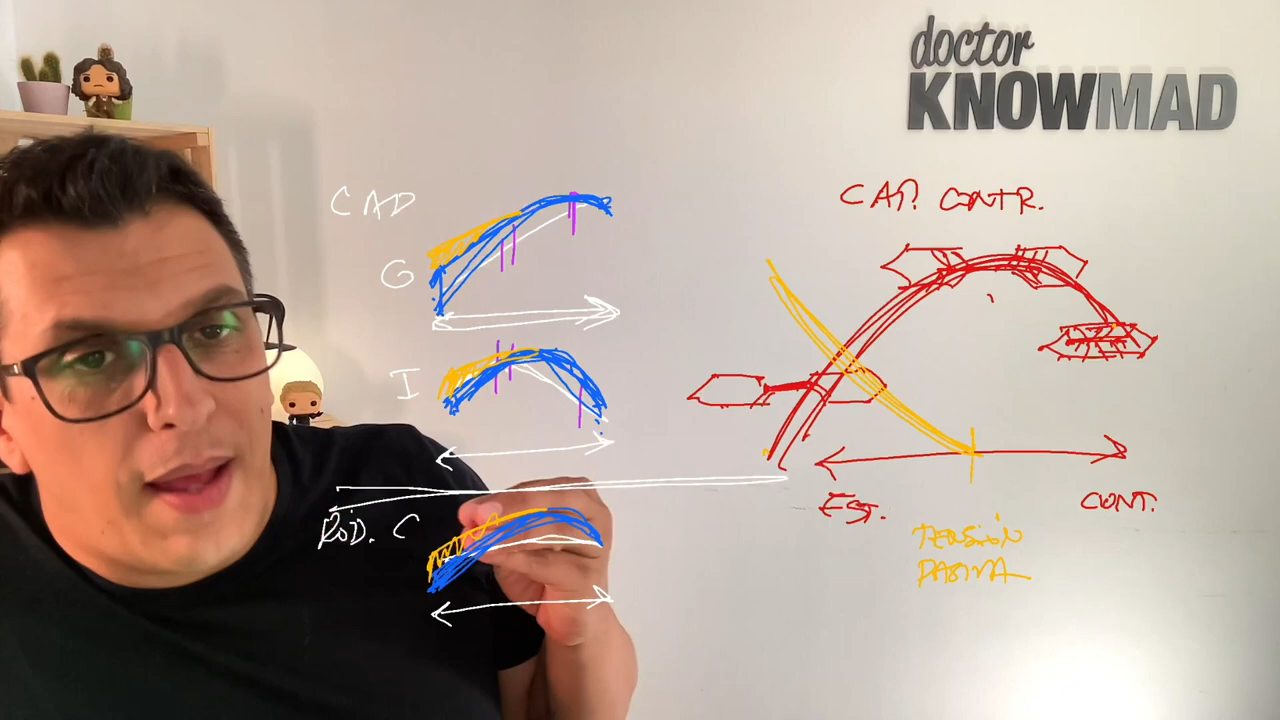 doctor
KNOWMAD
CAD
G
I
ROD. C
CAP. CONTR.
EST.
CONT.
TENSIÓN
PASIVA